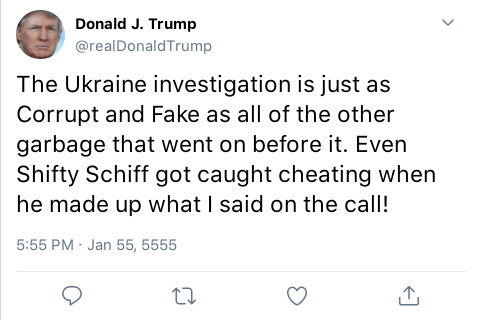 Donald J. Trump
@realDonaldTrump
The Ukraine investigation is just as
Corrupt and Fake as all of the other
garbage that went on before it. Even
Shifty Schiff got caught cheating when
he made up what I said on the call!
5:55 PM · Jan 55, 5555